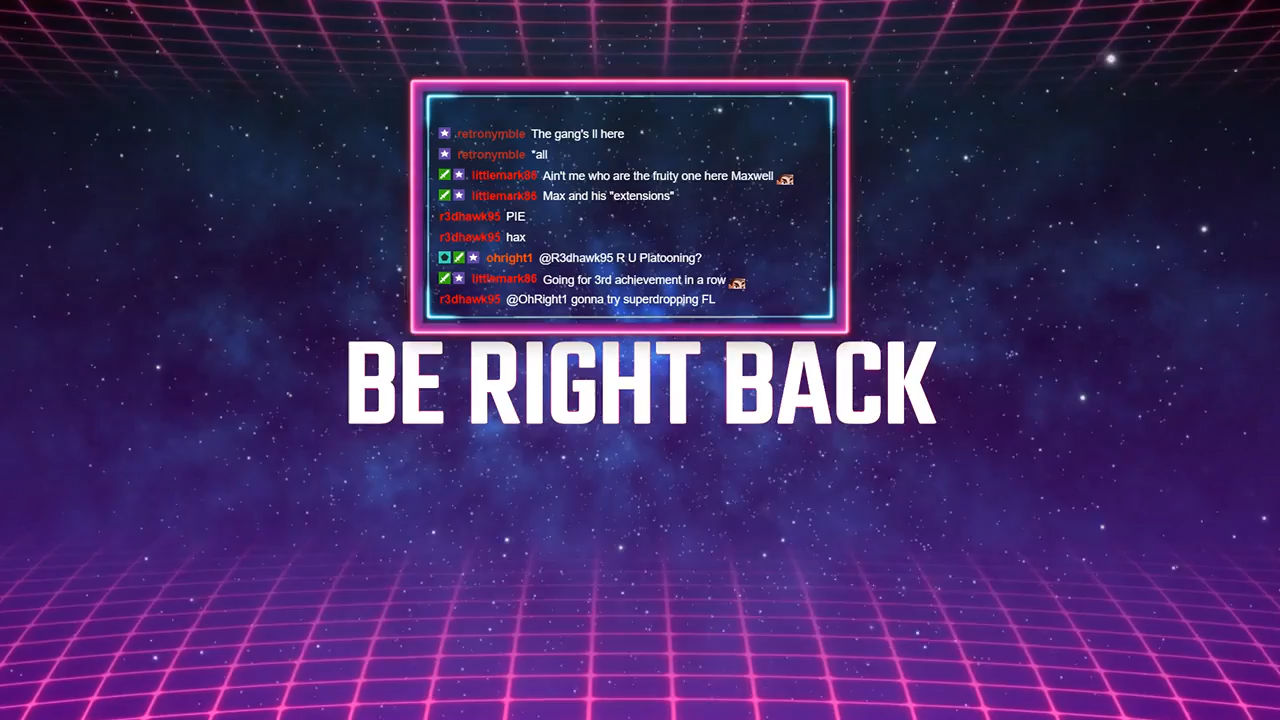 retronymble The gang's ll here
retronymble *all
littlemark86 Ain't me who are the fruity one here Maxwell
littlemark86 Max and his "extensions"
r3dhawk95 PIE
r3dhawk95 hax
ohright1 @R3dhawk95 R U Platooning?
littlemark86 Going for 3rd achievement in a row
r3dhawk95 @OhRight1 gonna try superdropping FL
BE RIGHT BACK